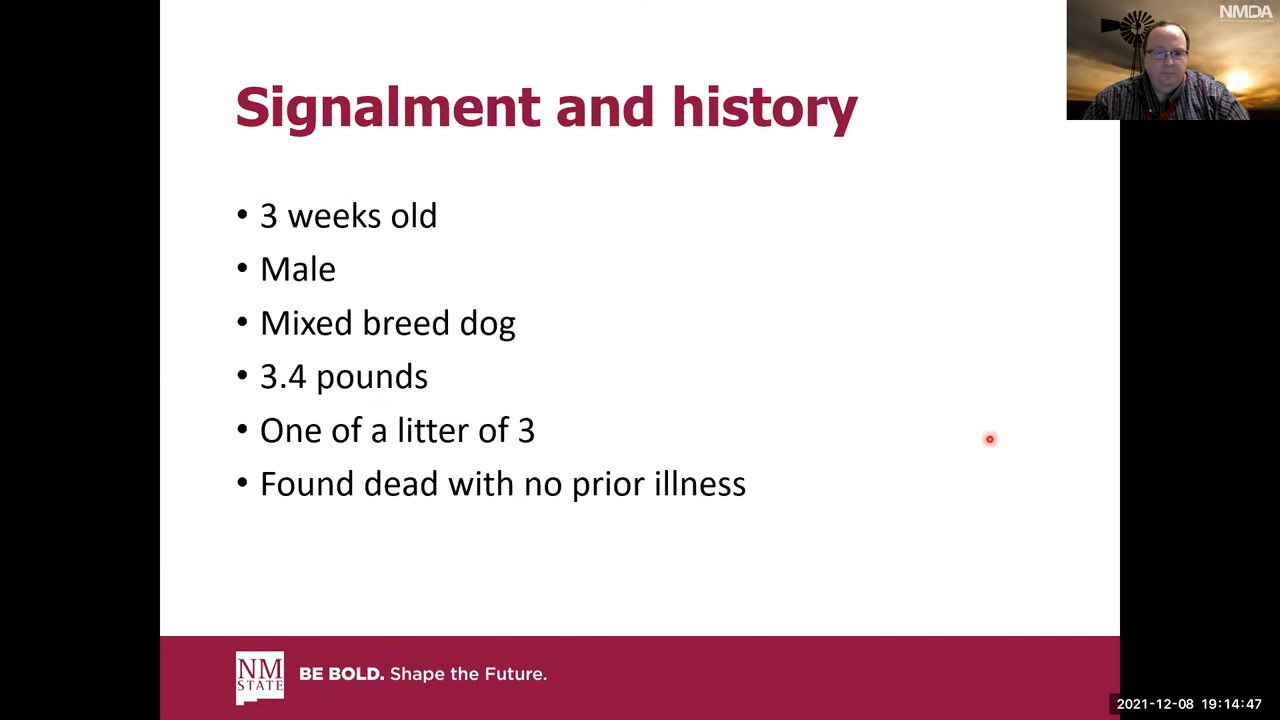 NMDA
Signalment and history
• 3 weeks old
• Male
• Mixed breed dog
• 3.4 pounds
• One of a litter of 3
• Found dead with no prior illness
NM
STATE
BE BOLD. Shape the Future.
2021-12-08 19:14:47